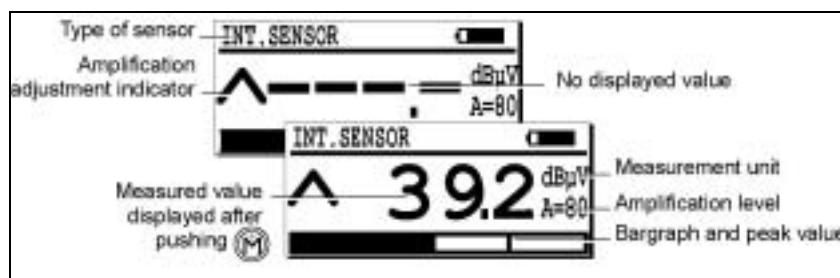 Type of sensor
INT.SENSOR
Amplification
adjustment indicator
dBµV
A=80
No displayed value
INT.SENSOR
Measured value
displayed after
pushing M
39.2
dBµV
A=80
Measurement unit
Amplification level
Bargraph and peak value